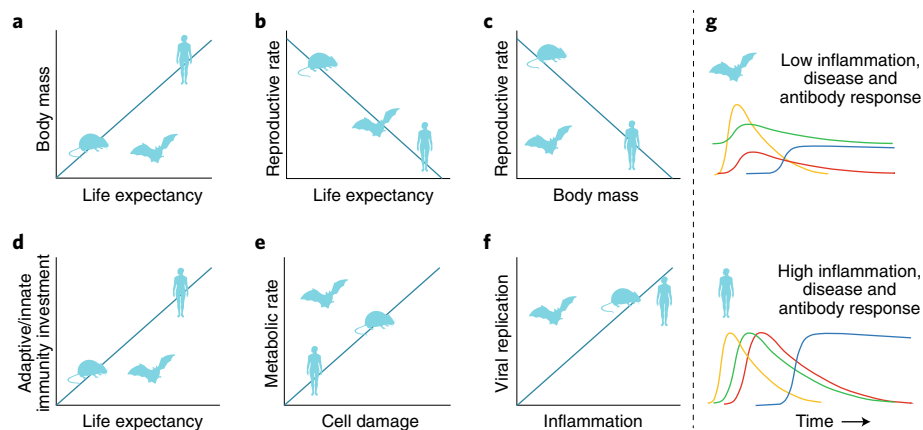 a
Body mass
Life expectancy
b
Reproductive rate
Life expectancy
c
Reproductive rate
Body mass
d
Adaptive/innate
immunity investment
Life expectancy
e
Metabolic rate
Cell damage
f
Viral replication
Inflammation
g
Low inflammation,
disease and
antibody response
High inflammation,
disease and
antibody response
Time